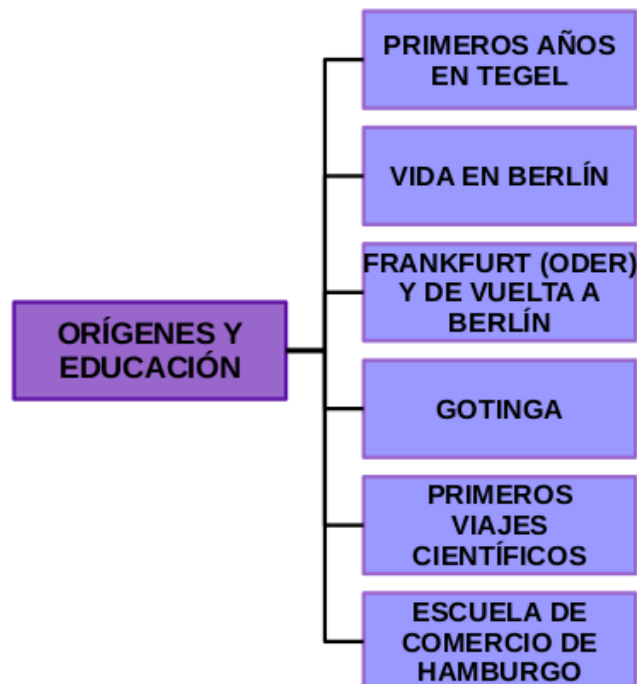 ORÍGENES Y
EDUCACIÓN
PRIMEROS AÑOS
EN TEGEL
VIDA EN BERLÍN
FRANKFURT (ODER)
Y DE VUELTA A
BERLÍN
GOTINGA
PRIMEROS
VIAJES
CIENTÍFICOS
ESCUELA DE
COMERCIO DE
HAMBURGO